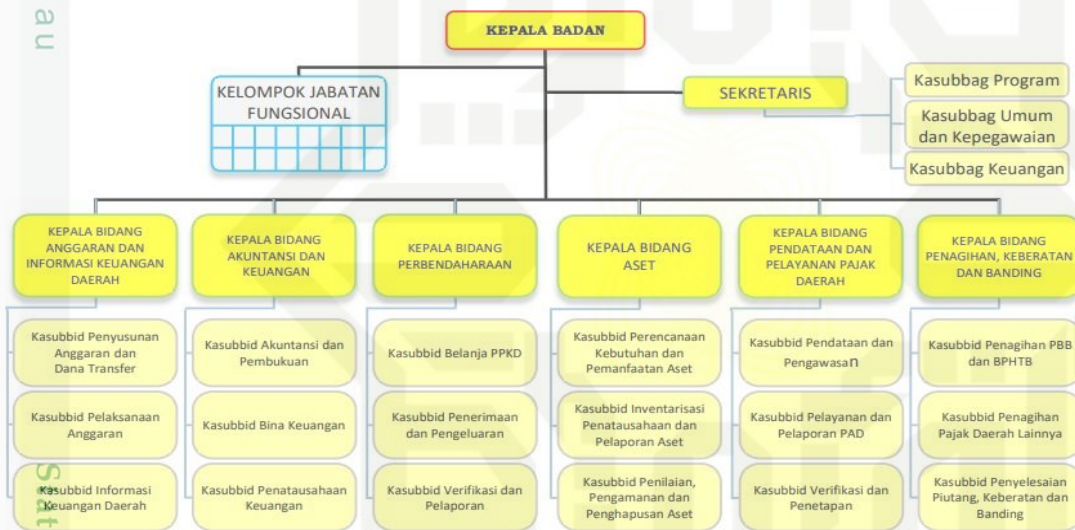 au
KEPALA BADAN
KELOMPOK JABATAN
FUNGSIONAL
SEKRETARIS
Kasubbag Program
Kasubbag Umum
dan Kepegawaian
Kasubbag Keuangan
KEPALA BIDANG
ANGGARAN DAN
INFORMASI KEUANGAN
DAERAH
KEPALA BIDANG
AKUNTANSI DAN
KEUANGAN
KEPALA BIDANG
PERBENDAHARAAN
KEPALA BIDANG
ASET
KEPALA BIDANG
PENDATAAN DAN
PELAYANAN PAJAK
DAERAH
KEPALA BIDANG
PENAGIHAN, KEBERATAN
DAN BANDING
Kasubbid Penyusunan
Anggaran dan
Dana Transfer
Kasubbid Akuntansi dan
Pembukuan
Kasubbid Belanja PPKD
Kasubbid Perencanaan
Kebutuhan dan
Pemanfaatan Aset
Kasubbid Pendataan dan
Pengawasan
Kasubbid Penagihan PBB
dan BPHTB
Kasubbid Pelaksanaan
Anggaran
Kasubbid Bina Keuangan
Kasubbid Penerimaan
dan Pengeluaran
Kasubbid Inventarisasi
Penatausahaan dan
Pelaporan Aset
Kasubbid Pelayanan dan
Pelaporan PAD
Kasubbid Penagihan
Pajak Daerah Lainnya
Kasubbid Informasi
Keuangan Daerah
Kasubbid Penatausahaan
Keuangan
Kasubbid Verifikasi dan
Pelaporan
Kasubbid Penilaian,
Pengamanan dan
Penghapusan Aset
Kasubbid Verifikasi dan
Penetapan
Kasubbid Penyelesaian
Piutang, Keberatan dan
Banding
Stat